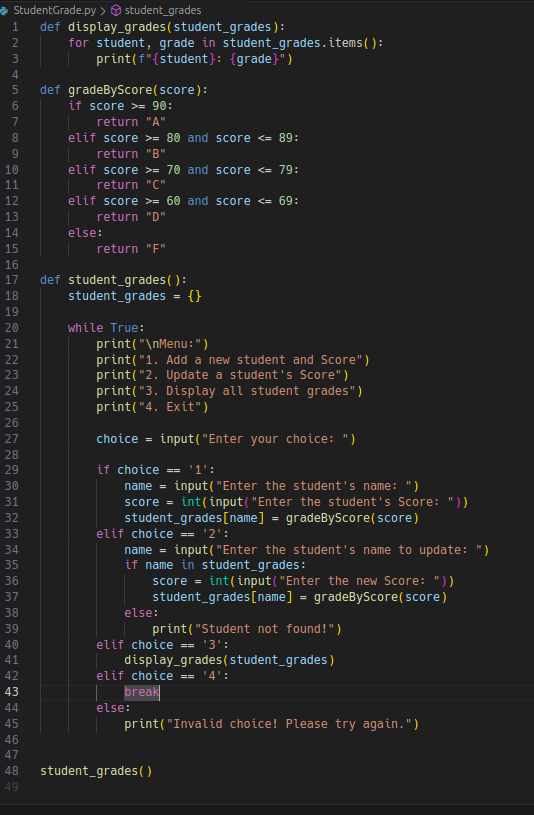 StudentGrade.py > student_grades
1 def display_grades(student_grades):
2     for student, grade in student_grades.items():
3         print(f"{student}: {grade}")
4
5 def gradeByScore(score):
6     if score >= 90:
7         return "A"
8     elif score >= 80 and score <= 89:
9         return "B"
10     elif score >= 70 and score <= 79:
11         return "C"
12     elif score >= 60 and score <= 69:
13         return "D"
14     else:
15         return "F"
16
17 def student_grades():
18     student_grades = {}
19
20     while True:
21         print("\nMenu:")
22         print("1. Add a new student and Score")
23         print("2. Update a student's Score")
24         print("3. Display all student grades")
25         print("4. Exit")
26
27         choice = input("Enter your choice: ")
28
29         if choice == '1':
30             name = input("Enter the student's name: ")
31             score = int(input("Enter the student's Score: "))
32             student_grades[name] = gradeByScore(score)
33         elif choice == '2':
34             name = input("Enter the student's name to update: ")
35             if name in student_grades:
36                 score = int(input("Enter the new Score: "))
37                 student_grades[name] = gradeByScore(score)
38             else:
39                 print("Student not found!")
40         elif choice == '3':
41             display_grades(student_grades)
42         elif choice == '4':
43             break
44         else:
45             print("Invalid choice! Please try again.")
46
47
48 student_grades()
49